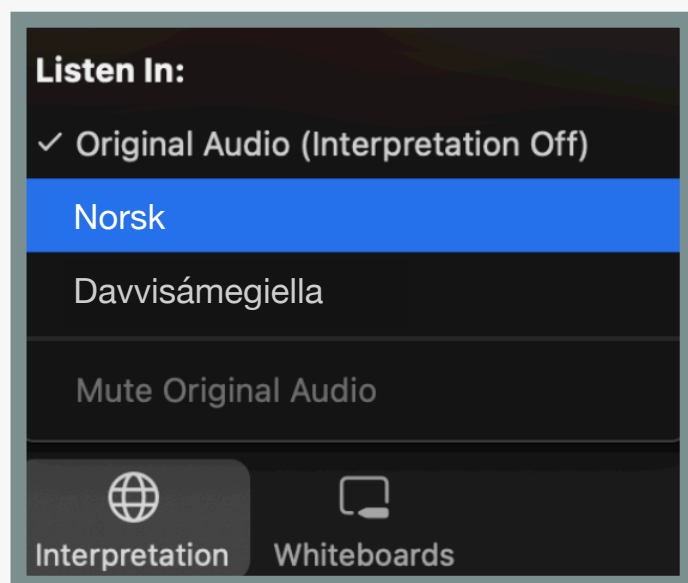 Listen In:
✓ Original Audio (Interpretation Off)
Norsk
Davvisámegiella
Mute Original Audio
Interpretation Whiteboards